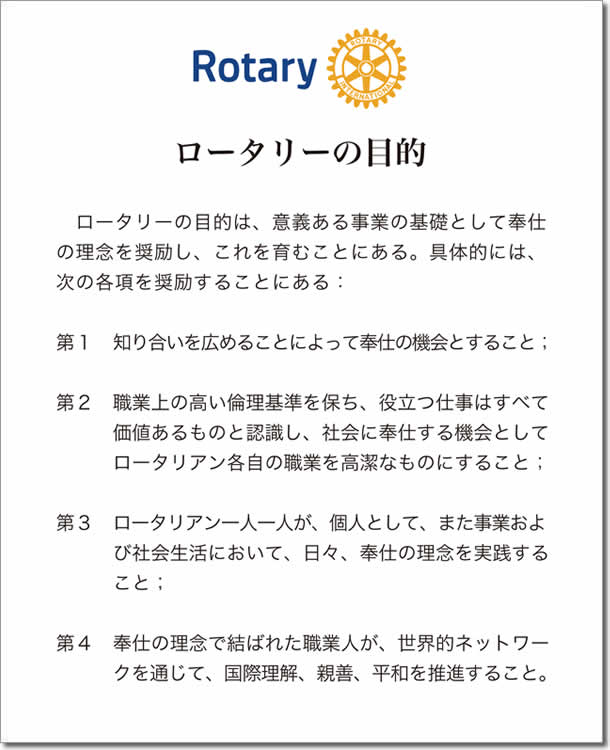 Rotary
ROTARY
INTERNATIONAL
ロータリーの目的
ロータリーの目的は、意義ある事業の基礎として奉仕
の理念を奨励し、これを育むことにある。具体的には、
次の各項を奨励することにある：
第１　知り合いを広めることによって奉仕の機会とすること；
第２　職業上の高い倫理基準を保ち、役立つ仕事はすべて
価値あるものと認識し、社会に奉仕する機会として
ロータリアン各自の職業を高潔なものにすること；
第３　ロータリアン一人一人が、個人として、また事業およ
び社会生活において、日々、奉仕の理念を実践する
こと；
第４　奉仕の理念で結ばれた職業人が、世界的ネットワー
クを通じて、国際理解、親善、平和を推進すること。